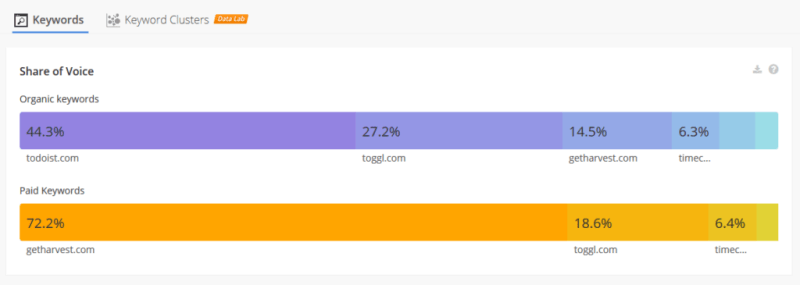 Keywords Keyword Clusters Data Lab
Share of Voice
Organic keywords
44.3% 27.2% 14.5% 6.3%
todoist.com toggl.com getharvest.com timec...
Paid Keywords
72.2% 18.6% 6.4%
getharvest.com toggl.com timec...